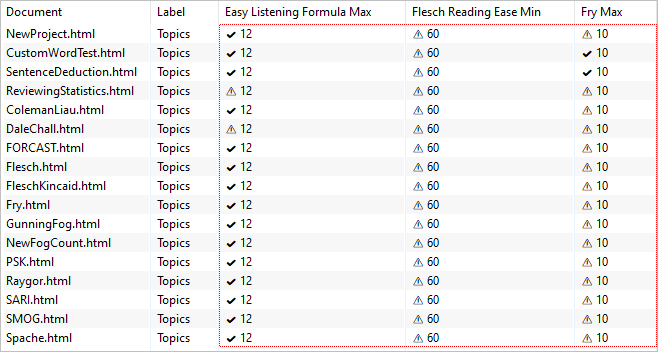 Document Label Easy Listening Formula Max Flesch Reading Ease Min Fry Max
NewProject.html Topics 12 60 10
CustomWordTest.html Topics 12 60 10
SentenceDeduction.html Topics 12 60 10
ReviewingStatistics.html Topics 12 60 10
ColemanLiau.html Topics 12 60 10
DaleChall.html Topics 12 60 10
FORCAST.html Topics 12 60 10
Flesch.html Topics 12 60 10
FleschKincaid.html Topics 12 60 10
Fry.html Topics 12 60 10
GunningFog.html Topics 12 60 10
NewFogCount.html Topics 12 60 10
PSK.html Topics 12 60 10
Raygor.html Topics 12 60 10
SARI.html Topics 12 60 10
SMOG.html Topics 12 60 10
Spache.html Topics 12 60 10